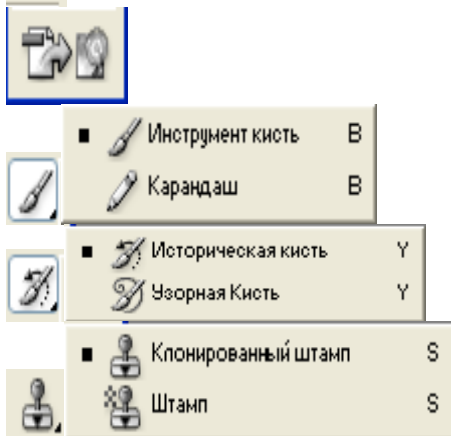 Инструмент кисть B
Карандаш B
Историческая кисть Y
Узорная Кисть Y
Клонированный штамп S
Штамп S